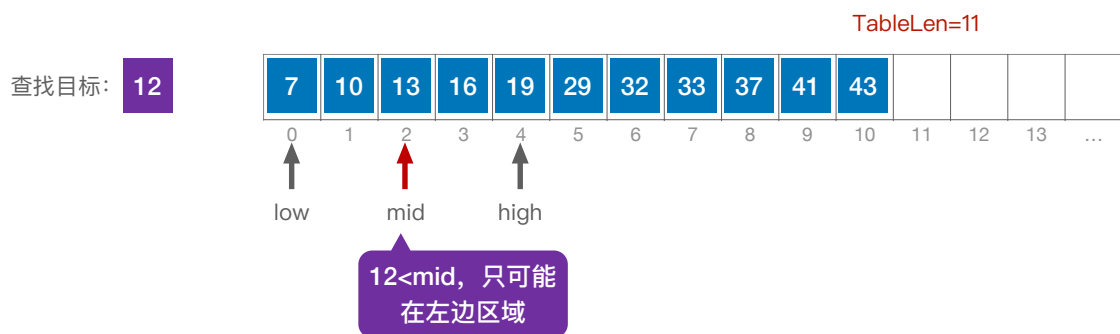 TableLen=11
查找目标： 12
7 10 13 16 19 29 32 33 37 41 43
0 1 2 3 4 5 6 7 8 9 10 11 12 13 ...
low mid high
12<mid，只可能
在左边区域